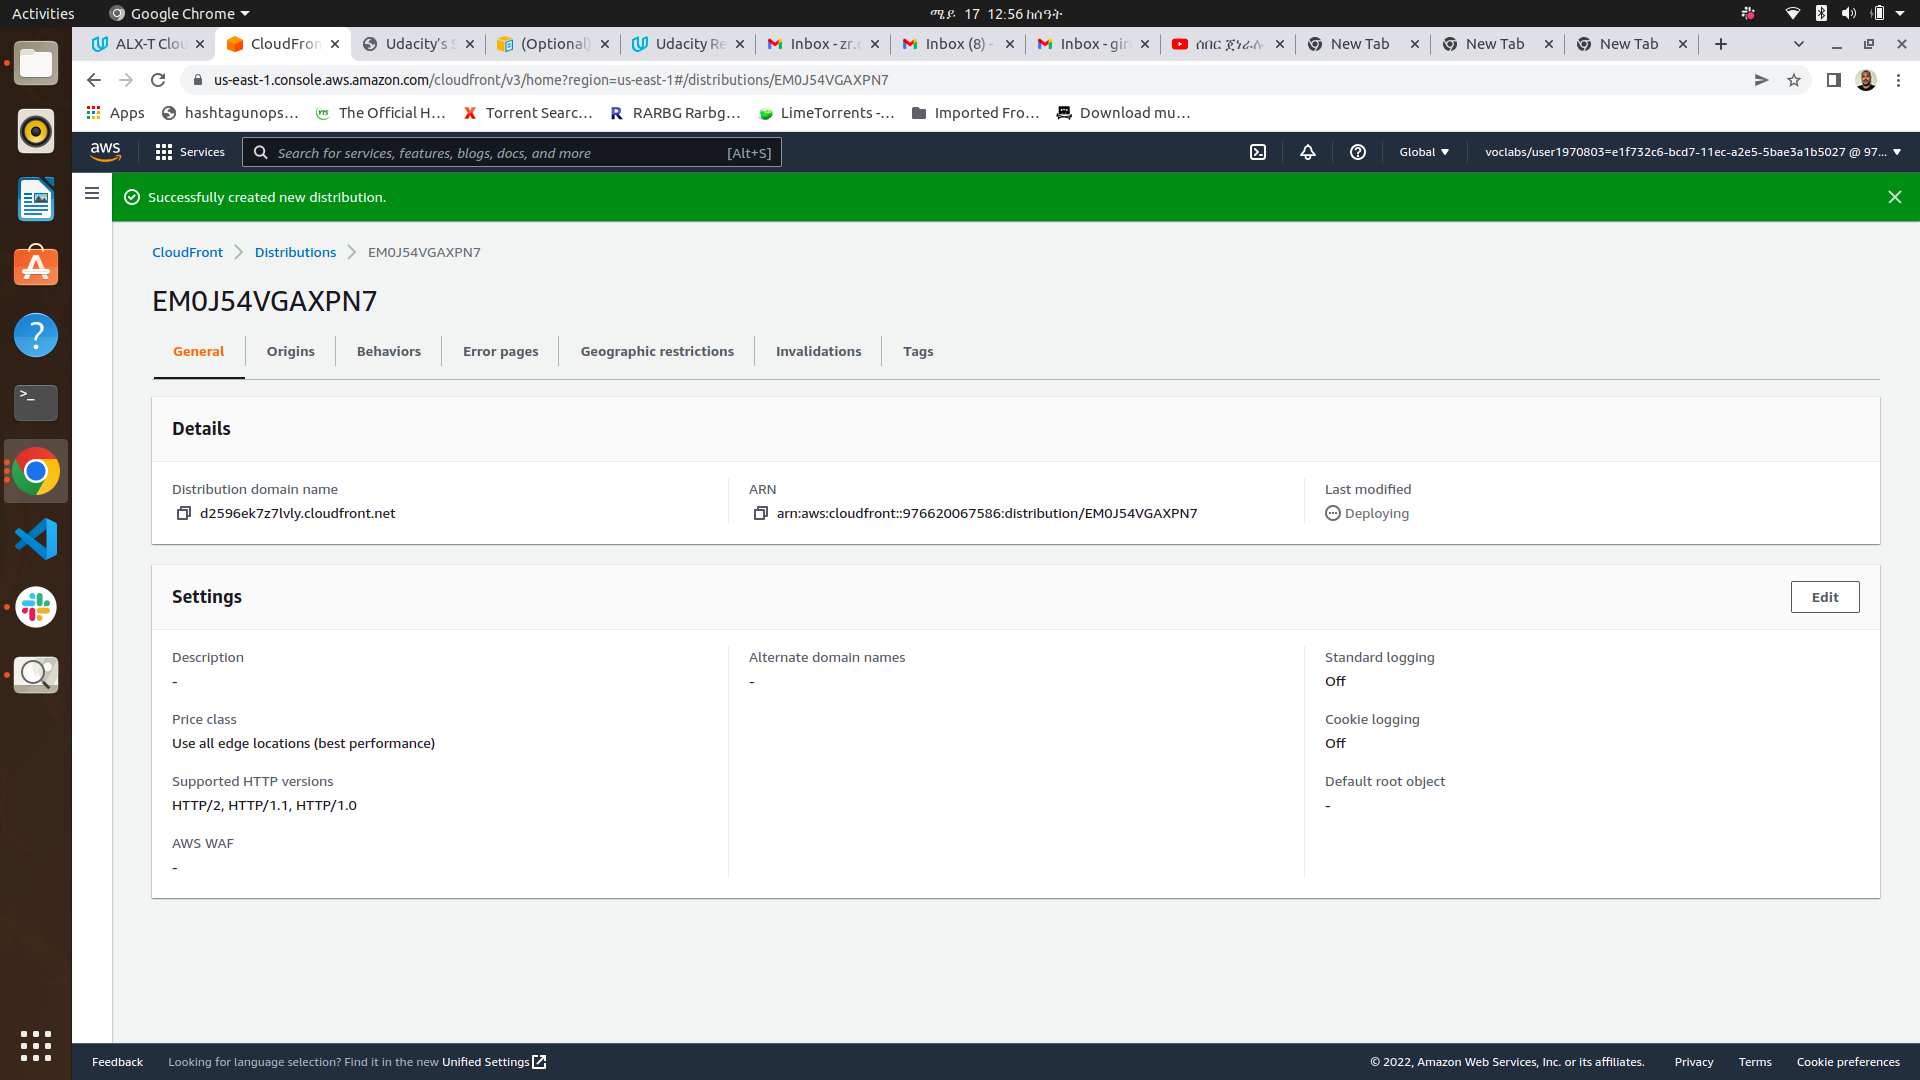 Activities Google Chrome ሜይ 17 12:56 ከሰዓት
ALX-T Clou CloudFron Udacity's S (Optional) Udacity Re Inbox - zr.c Inbox (8) - Inbox - gir ሰበር ጀነራሉ New Tab New Tab New Tab
us-east-1.console.aws.amazon.com/cloudfront/v3/home?region=us-east-1#/distributions/EM0J54VGAXPN7
Apps hashtagunops... The Official H... Torrent Searc... RARBG Rarbg... LimeTorrents -... Imported Fro... Download mu...
aws Services Search for services, features, blogs, docs, and more [Alt+S] Global voclabs/user1970803=e1f732c6-bcd7-11ec-a2e5-5bae3a1b5027 @ 97...
Successfully created new distribution.
CloudFront Distributions EM0J54VGAXPN7
EM0J54VGAXPN7
General Origins Behaviors Error pages Geographic restrictions Invalidations Tags
Details
Distribution domain name ARN Last modified
d2596ek7z7lvly.cloudfront.net arn:aws:cloudfront::976620067586:distribution/EM0J54VGAXPN7 Deploying
Settings Edit
Description Alternate domain names Standard logging
- - Off
Price class Cookie logging
Use all edge locations (best performance) Off
Supported HTTP versions Default root object
HTTP/2, HTTP/1.1, HTTP/1.0 -
AWS WAF
-
Feedback Looking for language selection? Find it in the new Unified Settings © 2022, Amazon Web Services, Inc. or its affiliates. Privacy Terms Cookie preferences